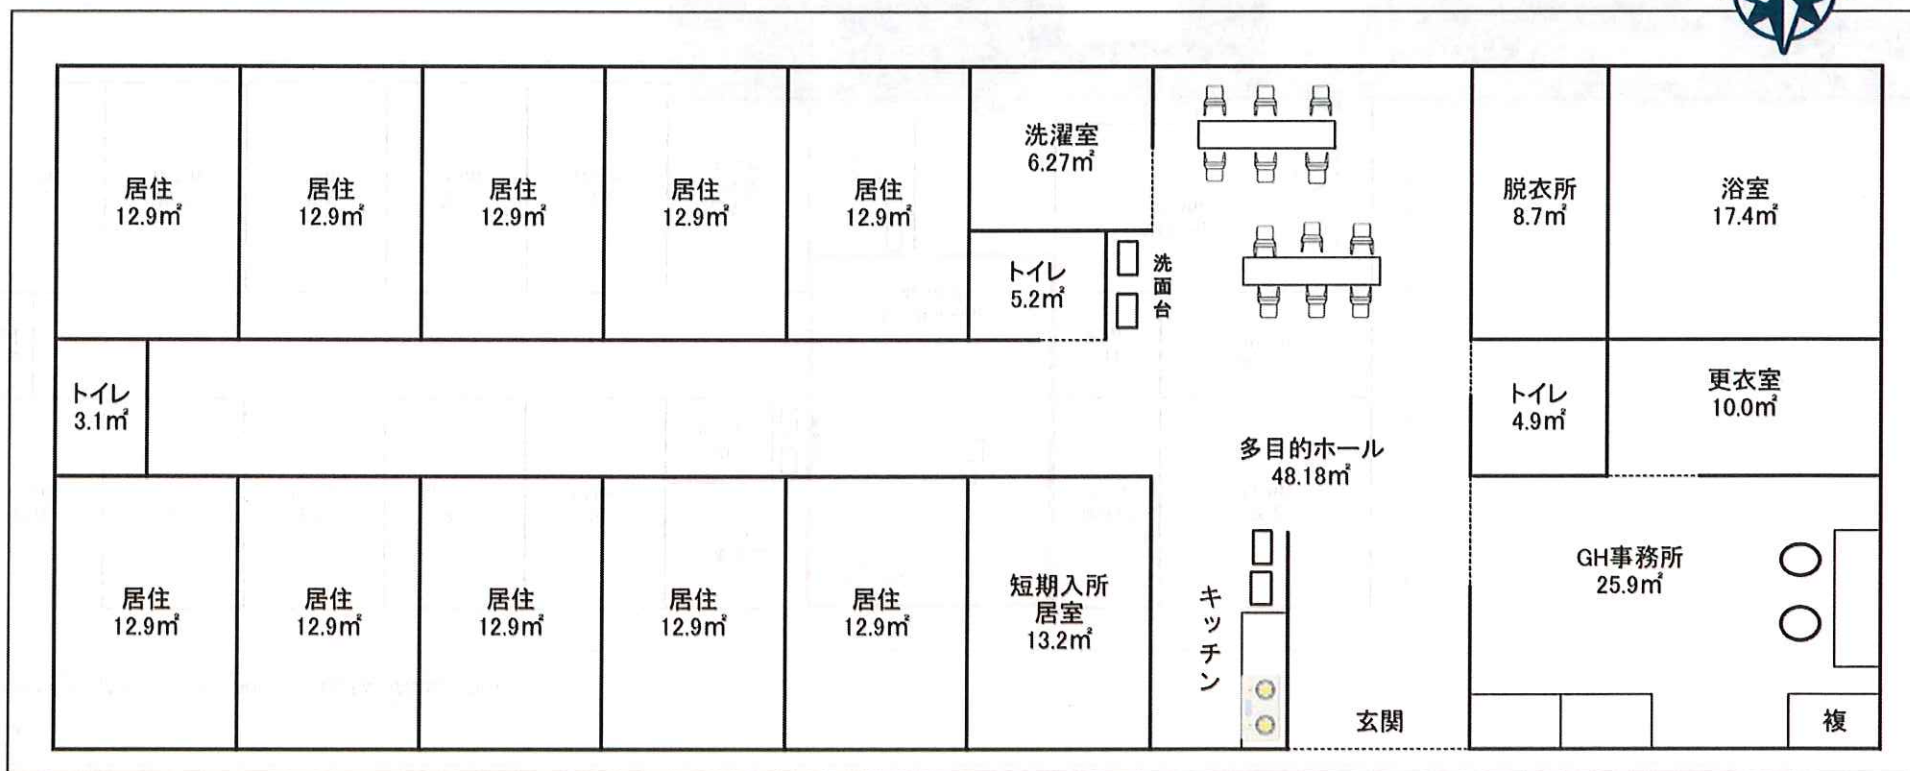 居住
12.9㎡
居住
12.9㎡
居住
12.9㎡
居住
12.9㎡
居住
12.9㎡
洗濯室
6.27㎡
トイレ
5.2㎡
洗面台
脱衣所
8.7㎡
浴室
17.4㎡
トイレ
3.1㎡
トイレ
4.9㎡
更衣室
10.0㎡
多目的ホール
48.18㎡
居住
12.9㎡
居住
12.9㎡
居住
12.9㎡
居住
12.9㎡
居住
12.9㎡
短期入所
居室
13.2㎡
キッチン
玄関
GH事務所
25.9㎡
複